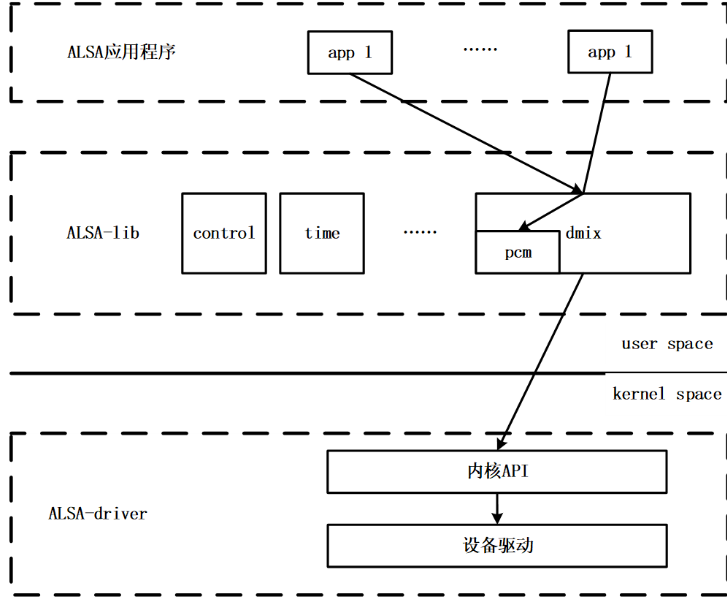 ALSA应用程序
app 1
……
app 1
ALSA-lib
control
time
……
dmix
pcm
user space
kernel space
内核API
ALSA-driver
设备驱动